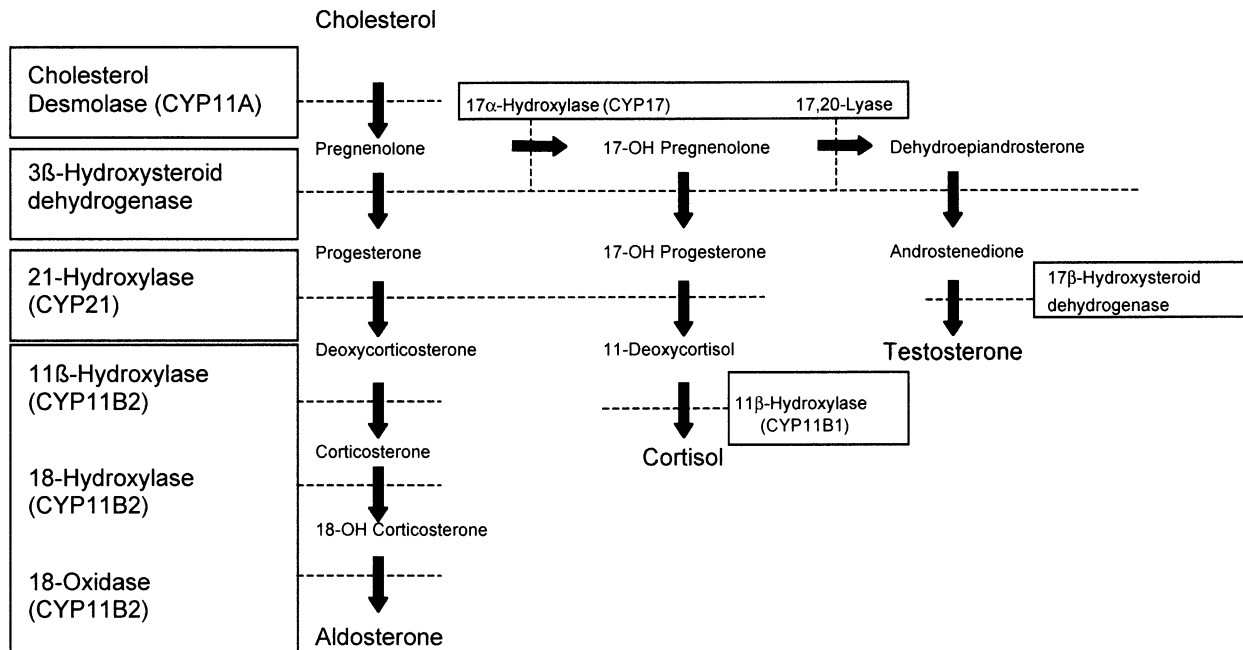 Cholesterol
Cholesterol
Desmolase (CYP11A)
17α-Hydroxylase (CYP17)
17,20-Lyase
Pregnenolone
17-OH Pregnenolone
Dehydroepiandrosterone
3ß-Hydroxysteroid
dehydrogenase
Progesterone
17-OH Progesterone
Androstenedione
21-Hydroxylase
(CYP21)
17β-Hydroxysteroid
dehydrogenase
Deoxycorticosterone
11-Deoxycortisol
Testosterone
11ß-Hydroxylase
(CYP11B2)
11β-Hydroxylase
(CYP11B1)
Corticosterone
Cortisol
18-Hydroxylase
(CYP11B2)
18-OH Corticosterone
18-Oxidase
(CYP11B2)
Aldosterone